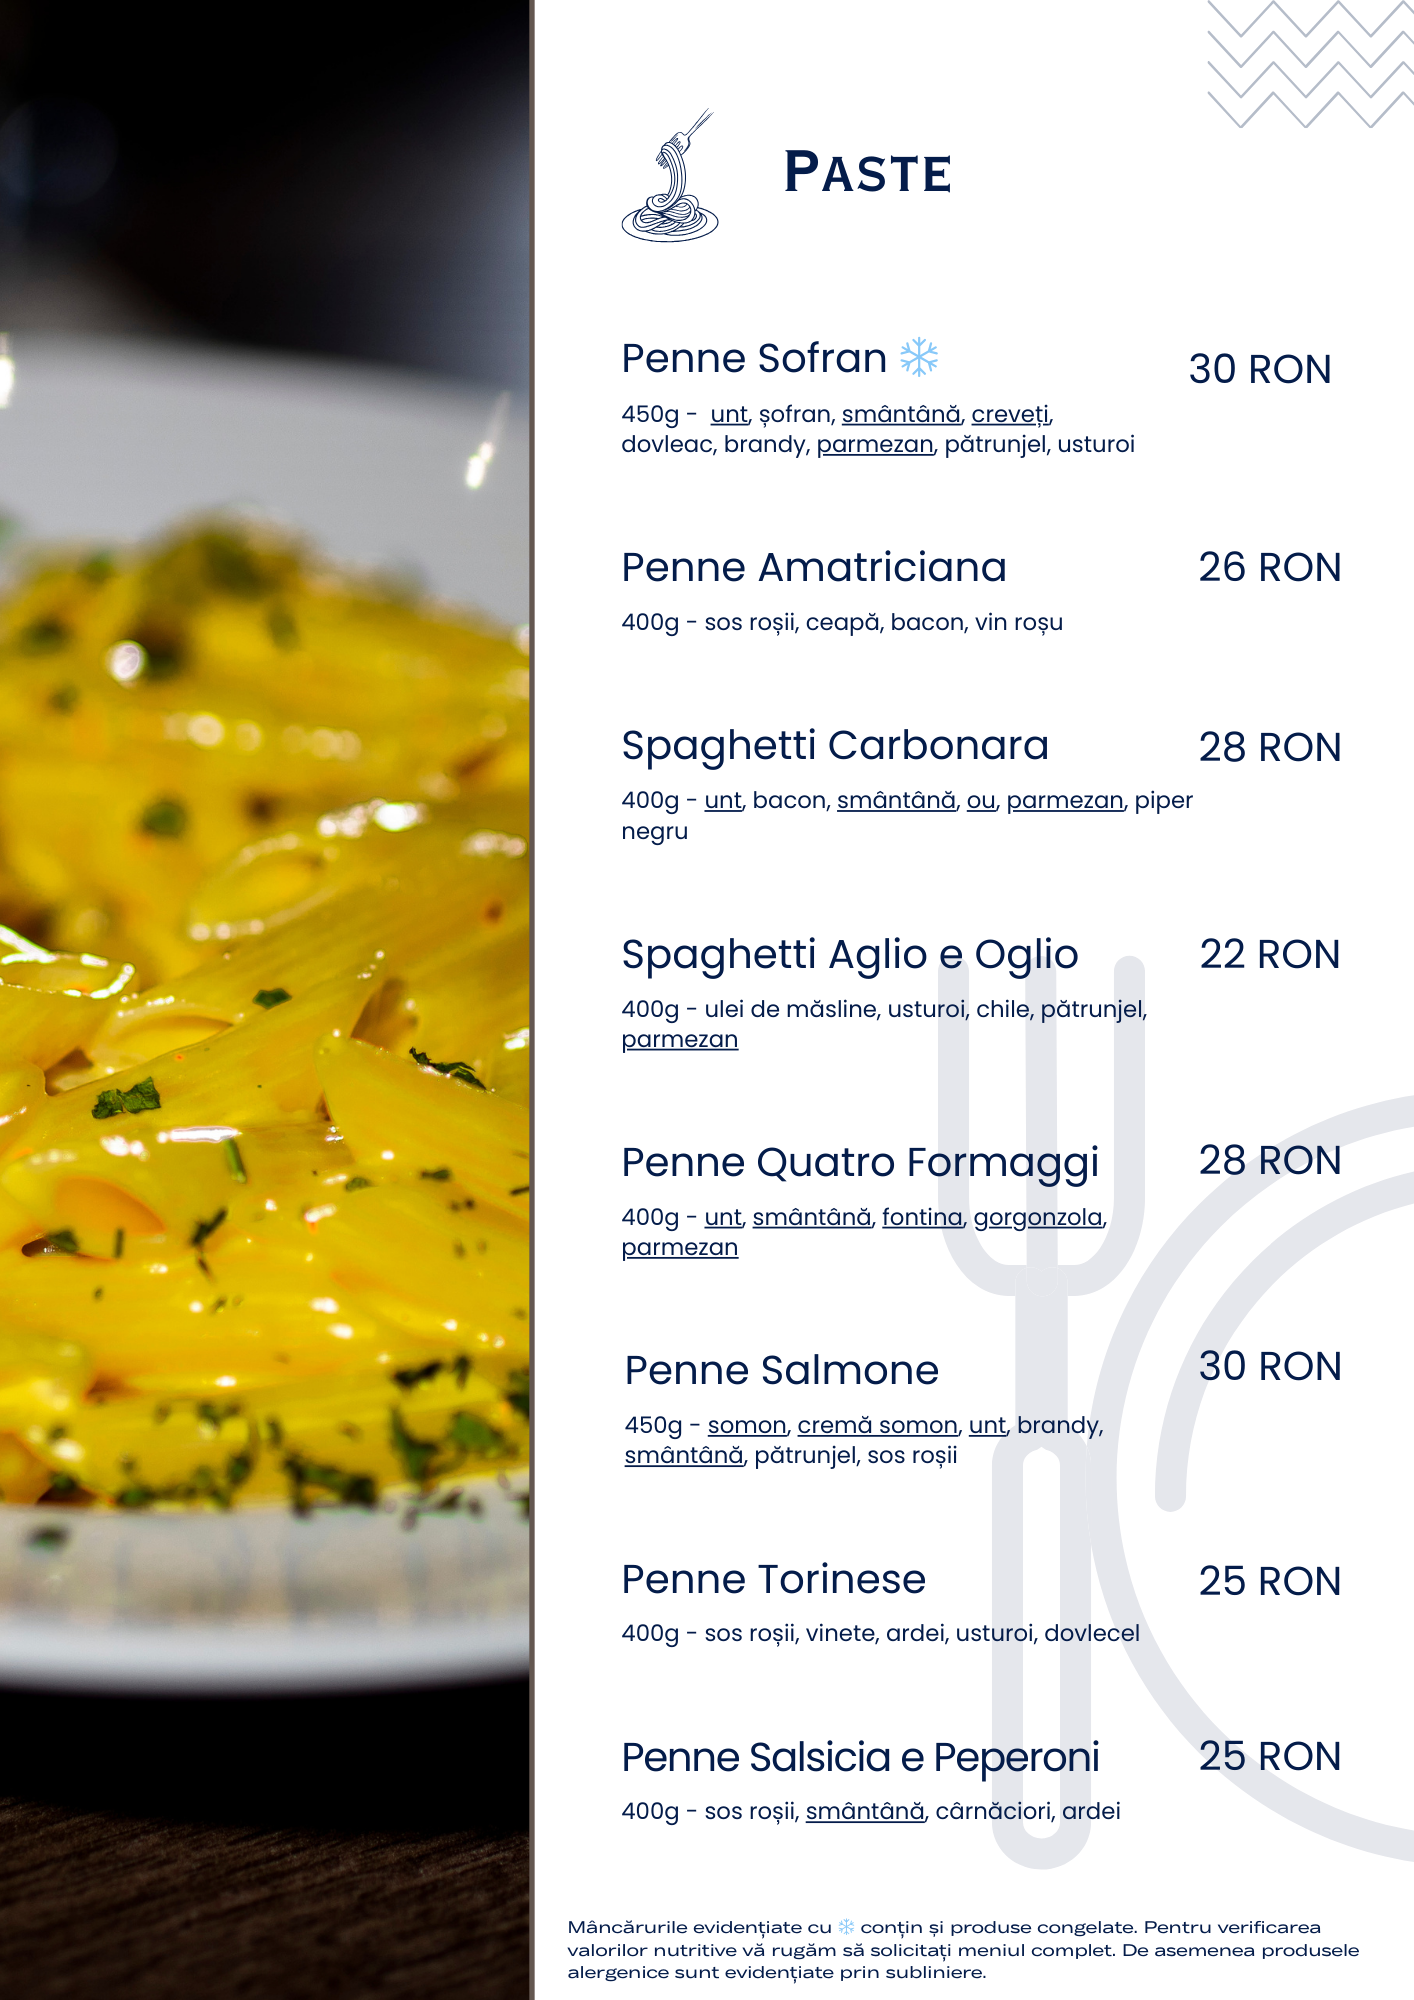 PASTE
Penne Sofran
30 RON
450g - unt, șofran, smântână, creveți,
dovleac, brandy, parmezan, pătrunjel, usturoi
Penne Amatriciana
26 RON
400g - sos roșii, ceapă, bacon, vin roșu
Spaghetti Carbonara
28 RON
400g - unt, bacon, smântână, ou, parmezan, piper
negru
Spaghetti Aglio e Oglio
22 RON
400g - ulei de măsline, usturoi, chile, pătrunjel,
parmezan
Penne Quatro Formaggi
28 RON
400g - unt, smântână, fontina, gorgonzola,
parmezan
Penne Salmone
30 RON
450g - somon, cremă somon, unt, brandy,
smântână, pătrunjel, sos roșii
Penne Torinese
25 RON
400g - sos roșii, vinete, ardei, usturoi, dovlecel
Penne Salsicia e Peperoni
25 RON
400g - sos roșii, smântână, cârnăciori, ardei
Mâncărurile evidențiate cu ❄ conțin și produse congelate. Pentru verificarea
valorilor nutritive vă rugăm să solicitați meniul complet. De asemenea produsele
alergenice sunt evidențiate prin subliniere.